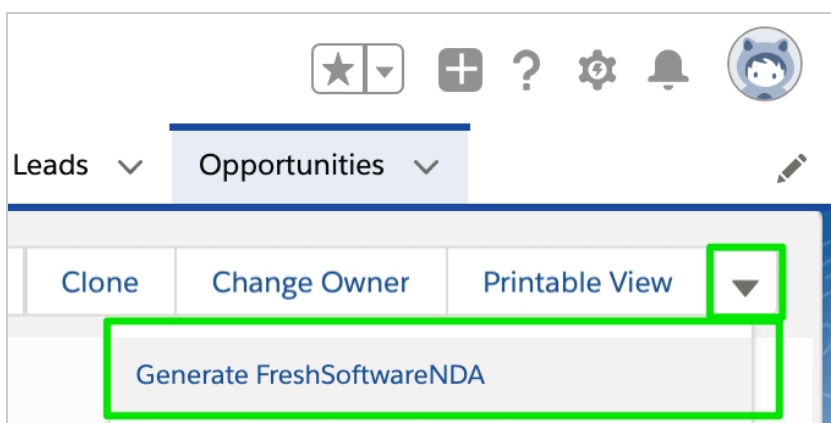 Leads Opportunities
Clone Change Owner Printable View
Generate FreshSoftwareNDA